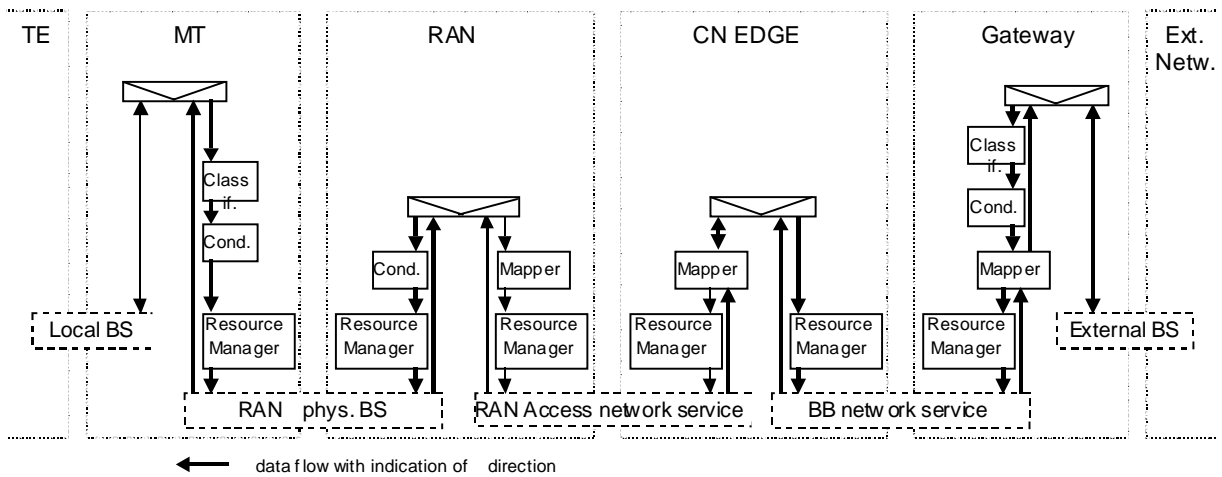 TE
MT
RAN
CN EDGE
Gateway
Ext.
Netw.
Class
if.
Cond.
Resource
Manager
Cond.
Resource
Manager
Mapper
Resource
Manager
Mapper
Resource
Manager
Resource
Manager
Class
if.
Cond.
Mapper
Resource
Manager
Local BS
External BS
RAN phys. BS
RAN Access network service
BB network service
data flow with indication of direction